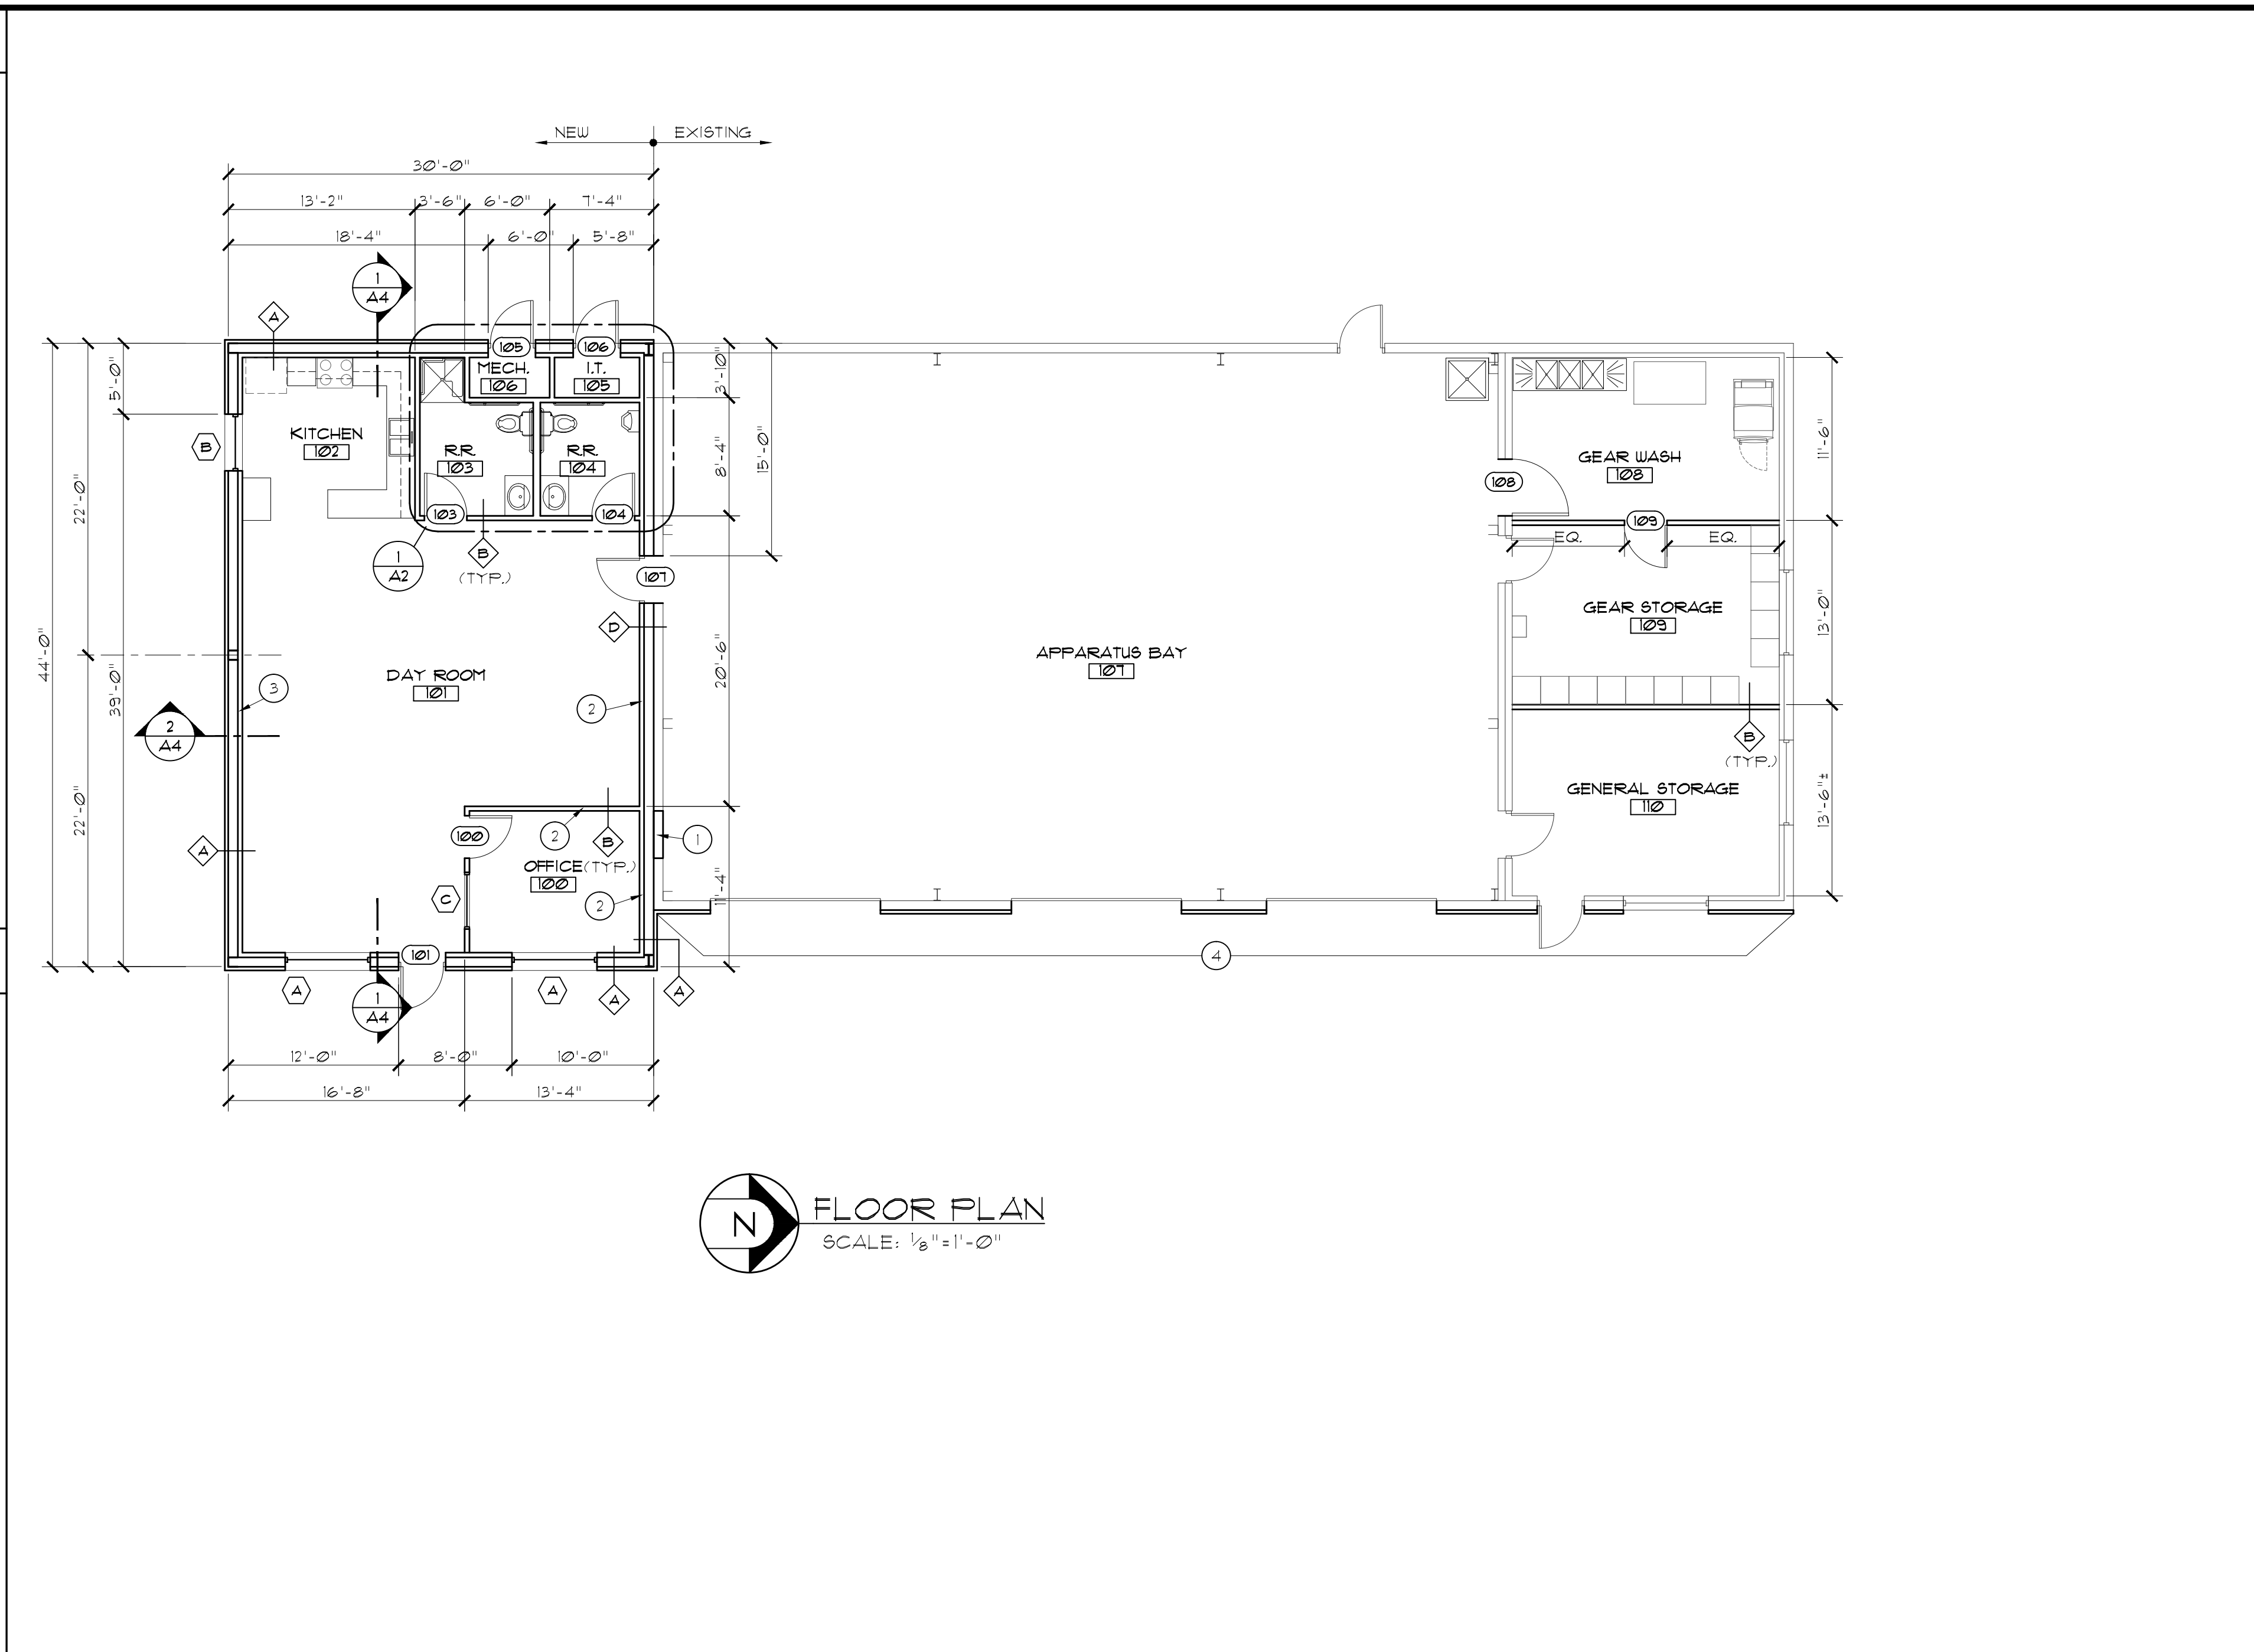 NEW
EXISTING
30'-0"
13'-2"
3'-6"
6'-0"
7'-4"
18'-4"
6'-0"
5'-8"
1
A4
A
105
106
MECH.
106
I.T.
105
5'-0"
3'-10"
KITCHEN
102
B
R.R.
103
R.R.
104
8'-4"
15'-0"
GEAR WASH
108
108
11'-6"
22'-0"
103
104
109
EQ.
EQ.
1
A2
B
(TYP.)
107
D
GEAR STORAGE
109
13'-0"
44'-0"
39'-0"
20'-6"
APPARATUS BAY
107
DAY ROOM
101
3
2
2
A4
B
(TYP.)
22'-0"
GENERAL STORAGE
110
13'-6"±
100
2
B
1
A
OFFICE (TYP.)
100
C
2
11'-4"
101
4
A
1
A4
A
A
A
12'-0"
8'-0"
10'-0"
16'-8"
13'-4"
N
FLOOR PLAN
SCALE: 1/8"=1'-0"